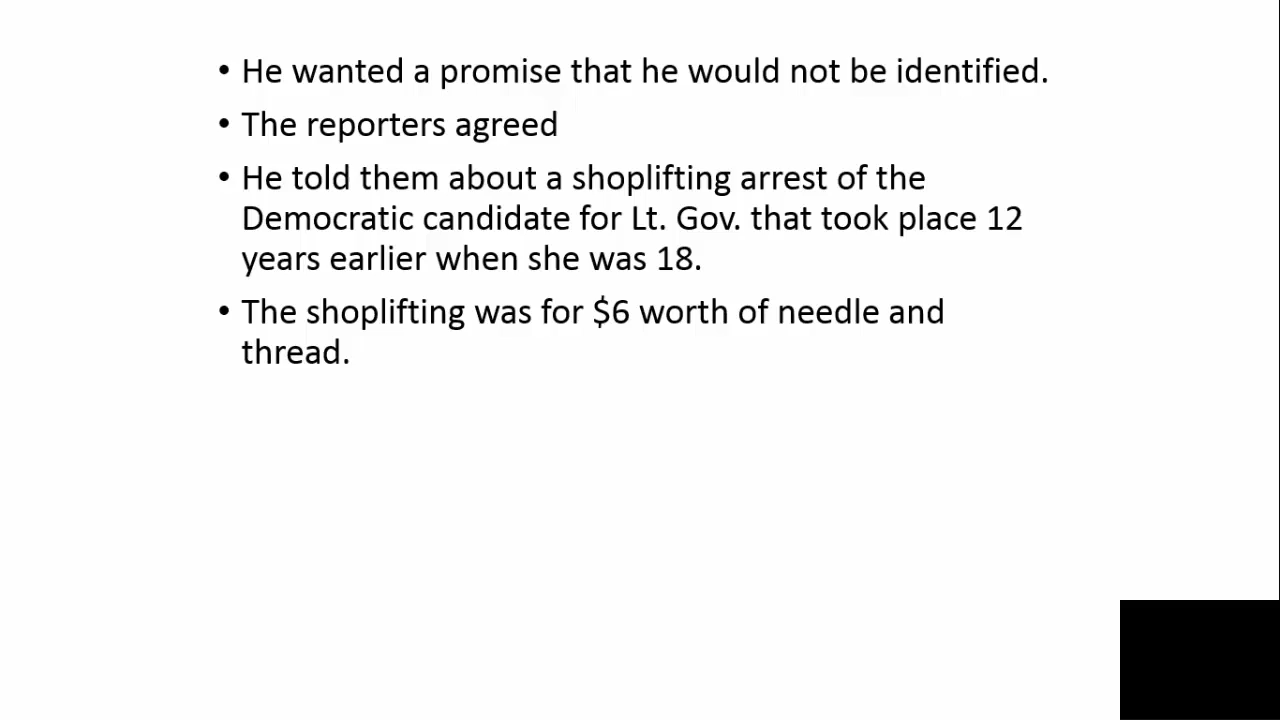 • He wanted a promise that he would not be identified.
• The reporters agreed
• He told them about a shoplifting arrest of the
Democratic candidate for Lt. Gov. that took place 12
years earlier when she was 18.
• The shoplifting was for $6 worth of needle and
thread.